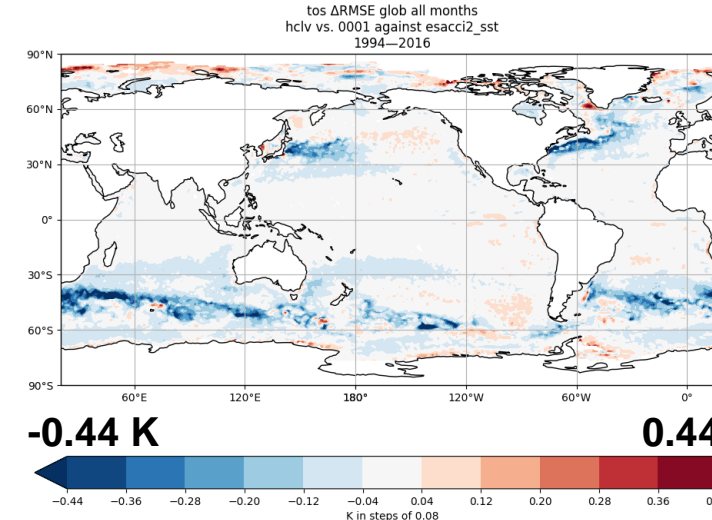 tos ΔRMSE glob all months
hclv vs. 0001 against esacci2_sst
1994—2016
90°N
60°N
30°N
0°
30°S
60°S
90°S
60°E 120°E 180° 120°W 60°W 0°
-0.44 K 0.44
−0.44 −0.36 −0.28 −0.20 −0.12 −0.04 0.04 0.12 0.20 0.28 0.36 0
K in steps of 0.08